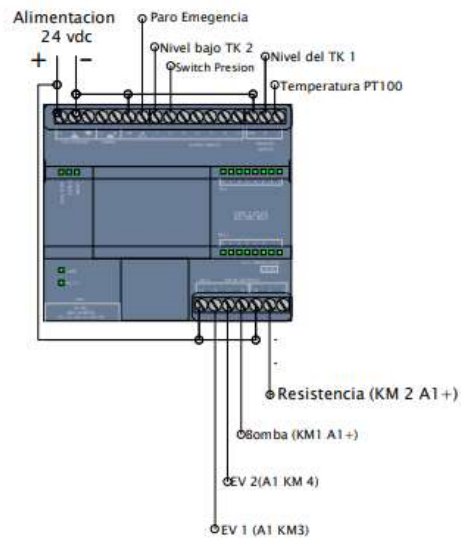 Alimentacion
24 vdc
+ −
Paro Emegencia
Nivel bajo TK 2
Switch Presion
Nivel del TK 1
Temperatura PT100
Resistencia (KM 2 A1+)
Bomba (KM1 A1+)
EV 2(A1 KM 4)
EV 1 (A1 KM3)